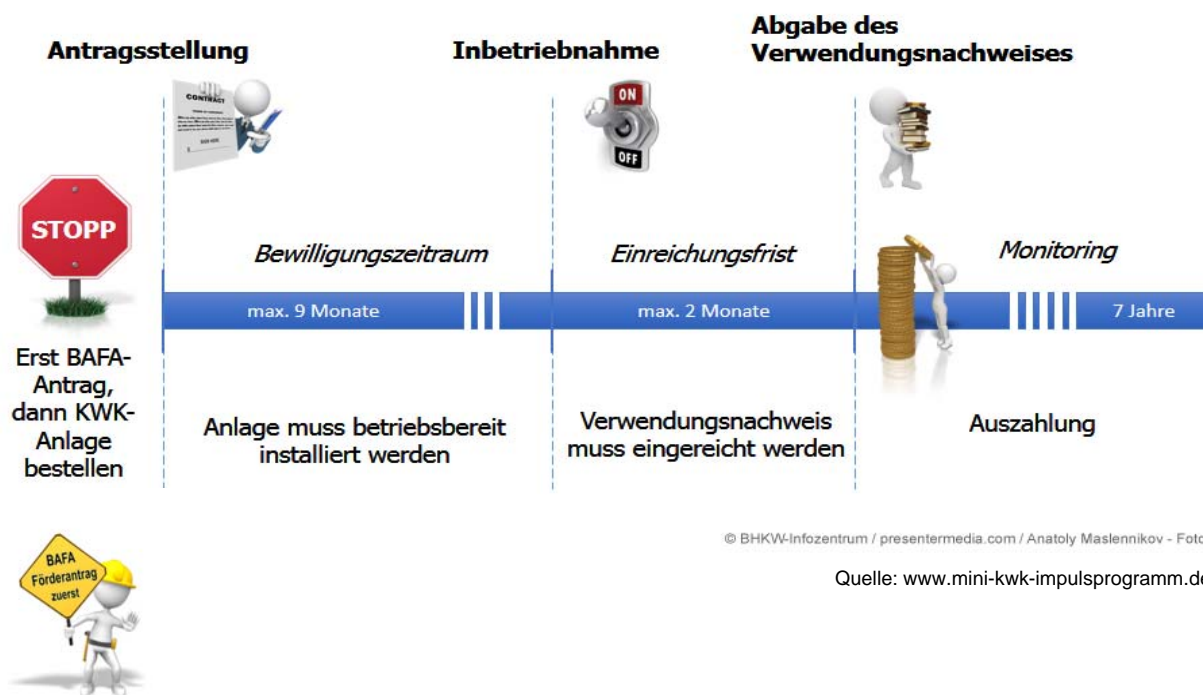 Antragsstellung
Inbetriebnahme
Abgabe des
Verwendungsnachweises
CONTRACT
ON
OFF
STOPP
Bewilligungszeitraum
Einreichungsfrist
Monitoring
max. 9 Monate
max. 2 Monate
7 Jahre
Erst BAFA-
Antrag,
dann KWK-
Anlage
bestellen
Anlage muss betriebsbereit
installiert werden
Verwendungsnachweis
muss eingereicht werden
Auszahlung
© BHKW-Infozentrum / presentermedia.com / Anatoly Maslennikov - Foto
Quelle: www.mini-kwk-impulsprogramm.de
BAFA
Förderantrag
zuerst